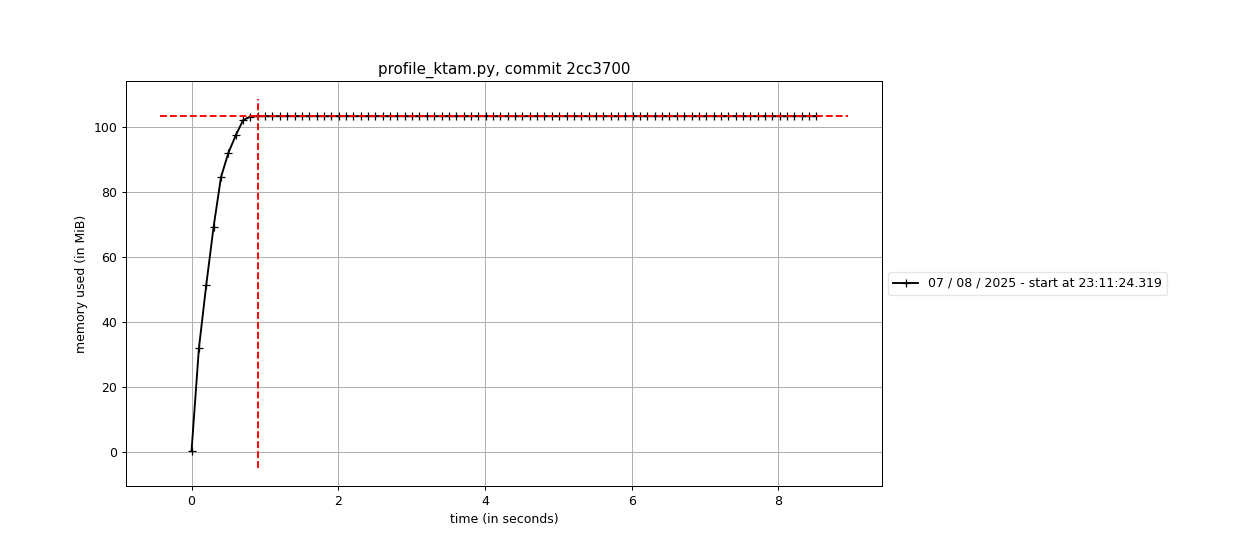 profile_ktam.py, commit 2cc3700
memory used (in MiB)
100
80
60
40
20
0
0 2 4 6 8
time (in seconds)
07 / 08 / 2025 - start at 23:11:24.319